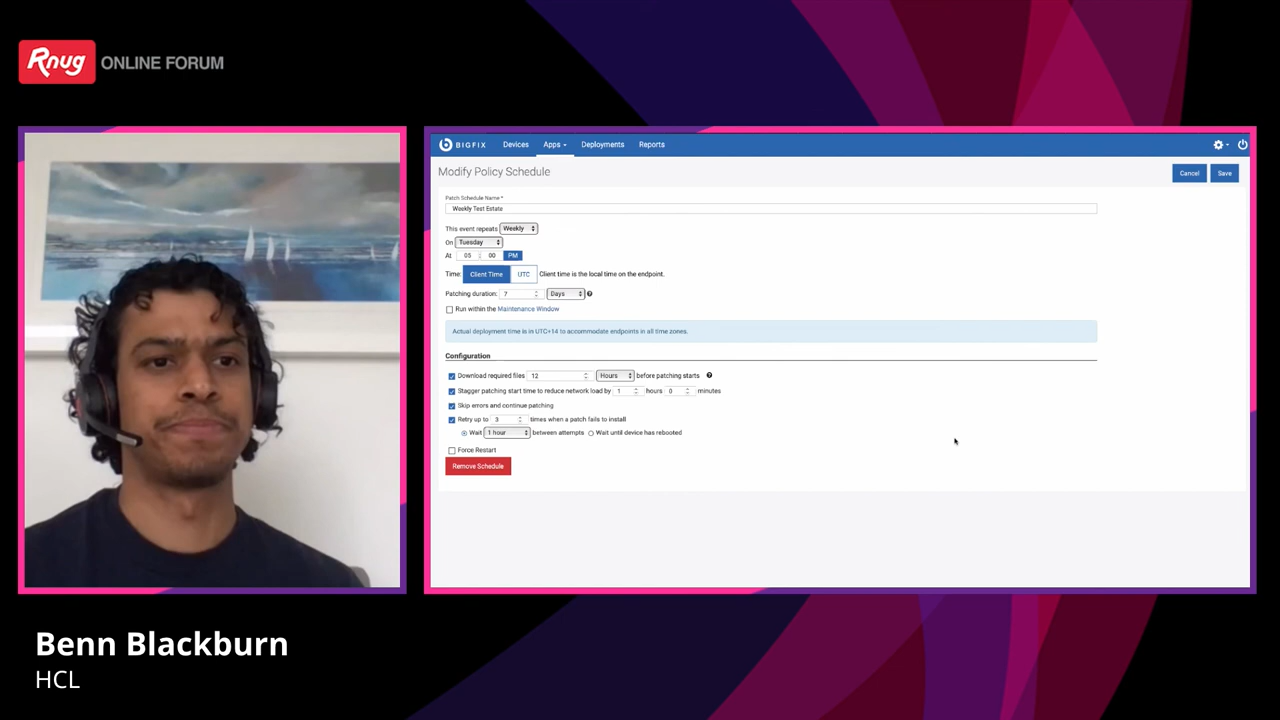 Rnug ONLINE FORUM
BIGFIX Devices Apps Deployments Reports
Modify Policy Schedule
Cancel Save
Patch Schedule Name *
Weekly Test Estate
This event repeats Weekly
On Tuesday
At 05 : 00 PM
Time: Client Time UTC Client time is the local time on the endpoint.
Patching duration: 7 Days
Run within the Maintenance Window
Actual deployment time is in UTC+14 to accommodate endpoints in all time zones.
Configuration
Download required files 12 Hours before patching starts
Stagger patching start time to reduce network load by 1 hours 0 minutes
Skip errors and continue patching
Retry up to 3 times when a patch fails to install
Wait 1 hour between attempts Wait until device has rebooted
Force Restart
Remove Schedule
Benn Blackburn
HCL